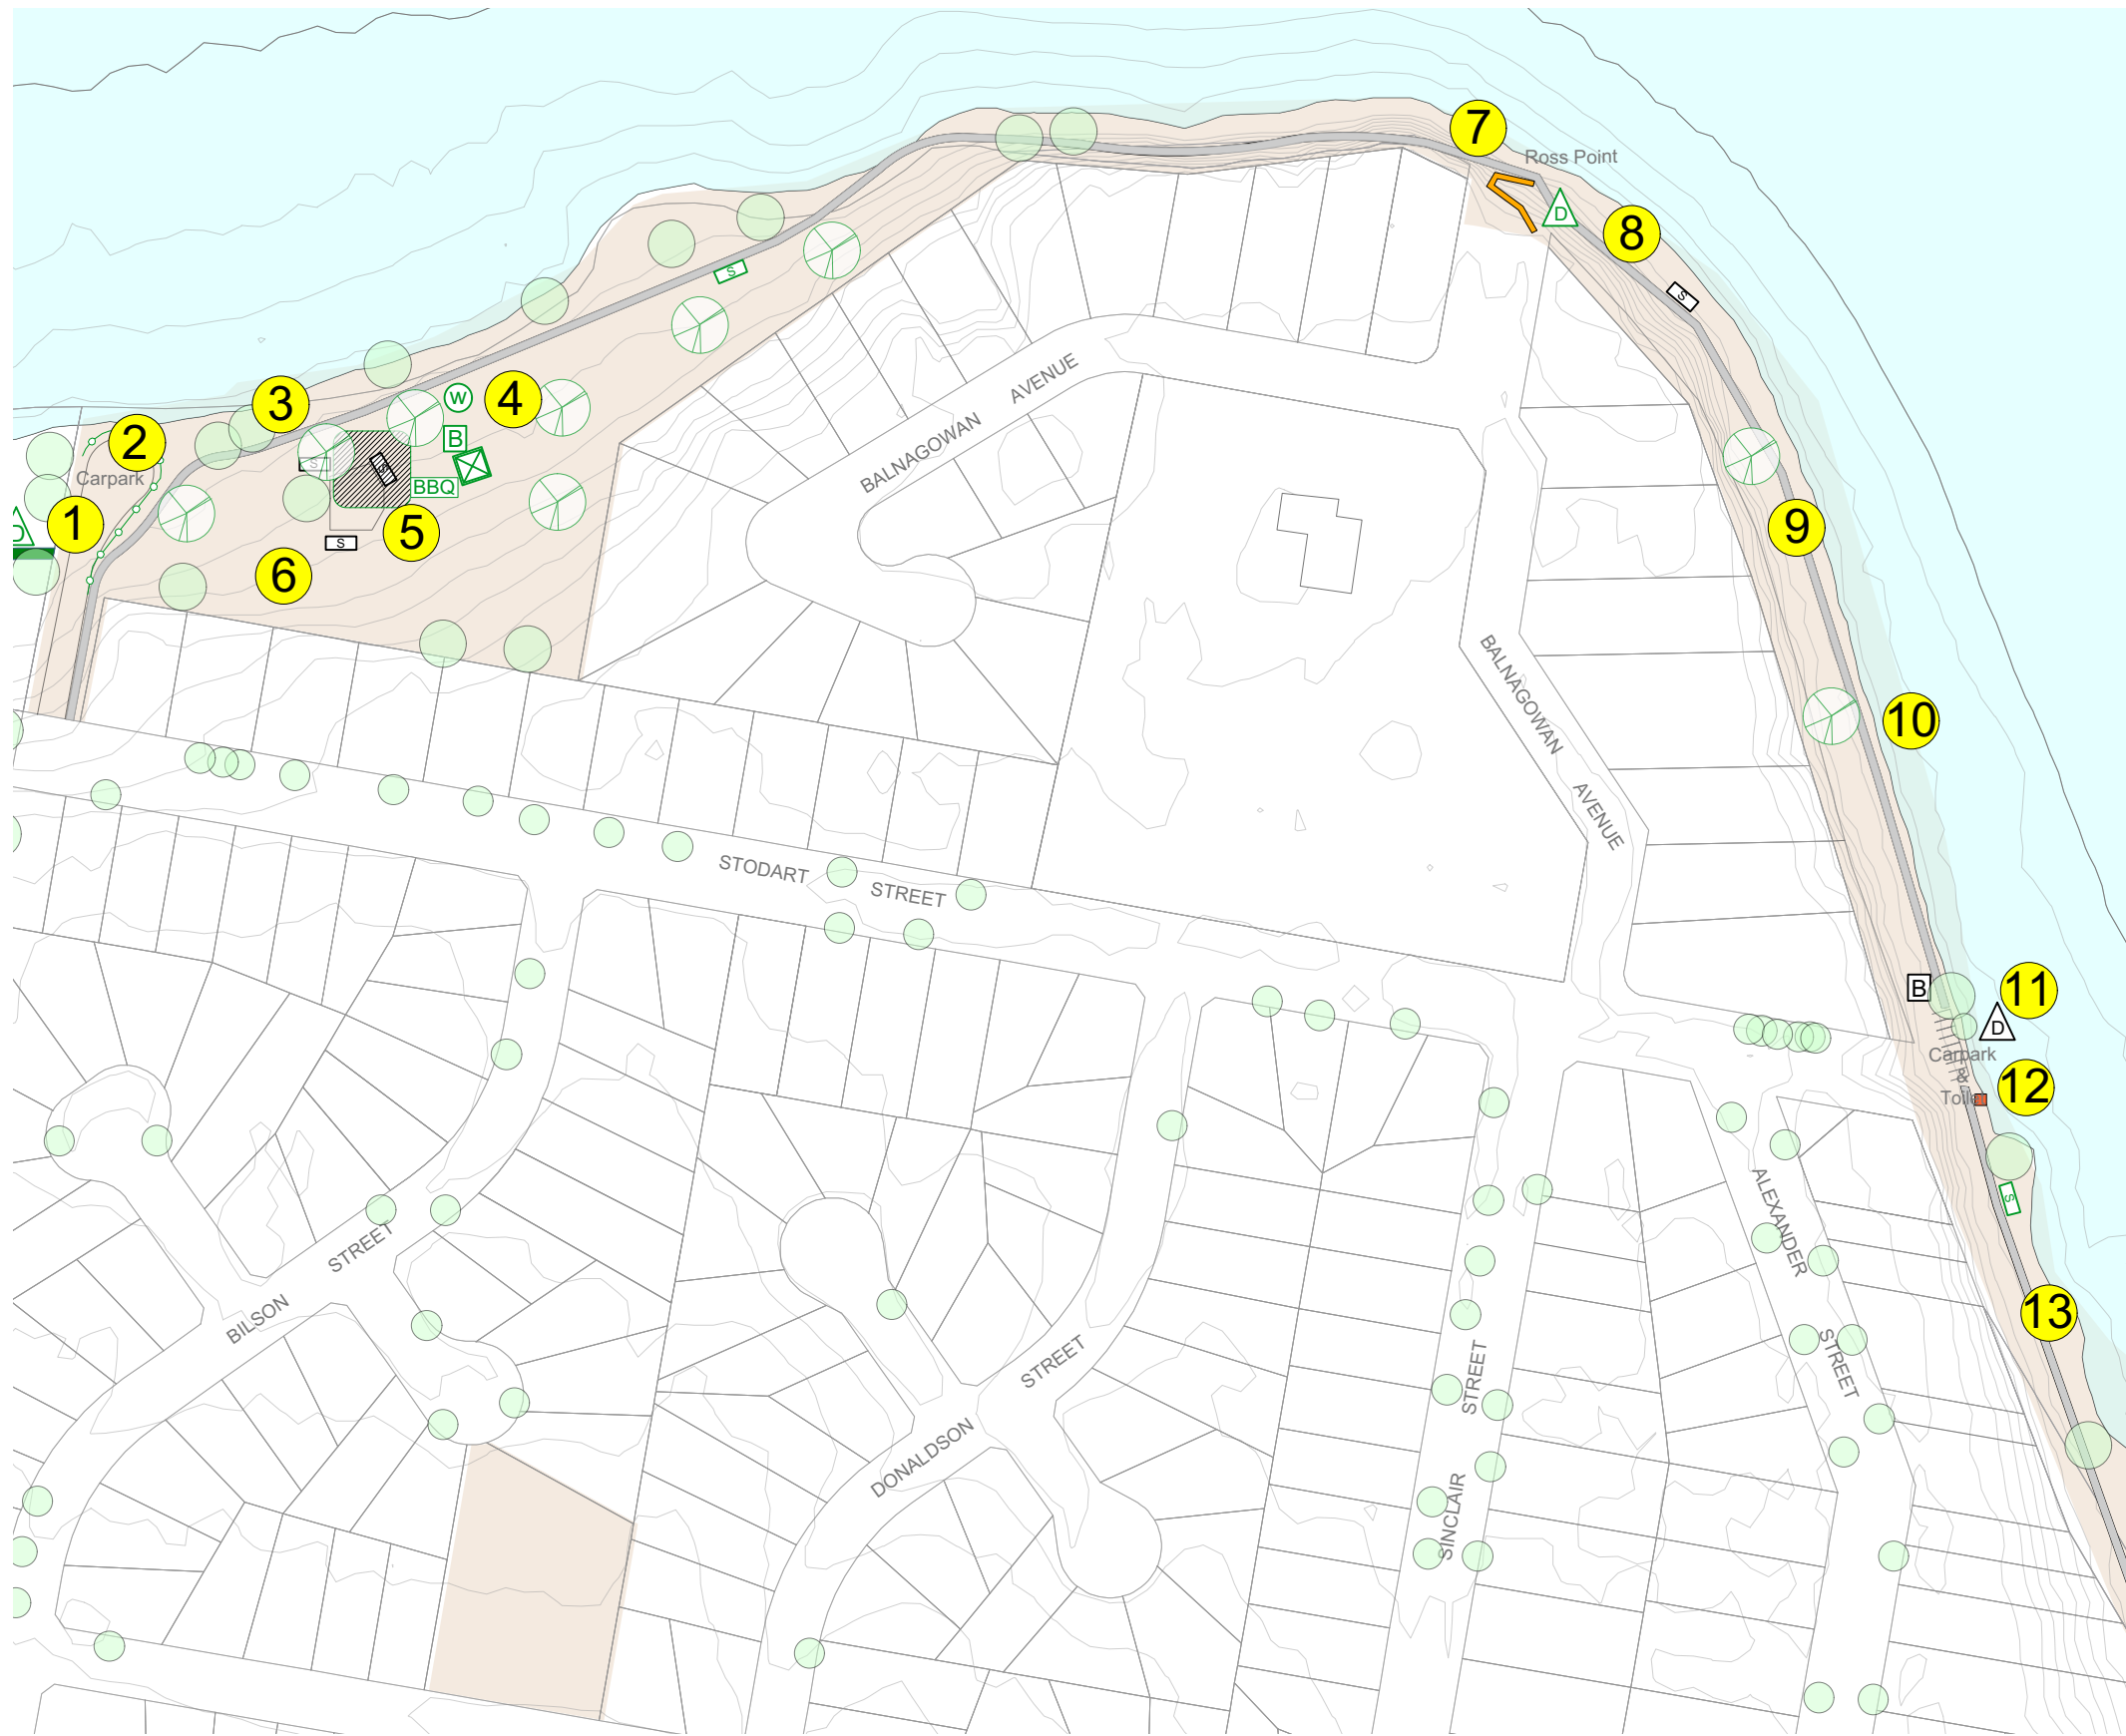 7
Ross Point
D
8
S
S
3
W
4
2
B
S
S
Carpark
BBQ
1
D
5
S
6
9
10
BALNAGOWAN
AVENUE
BALNAGOWAN
AVENUE
STODART
STREET
B
11
D
Carpark
&
Toilet
12
S
13
ALEXANDER
STREET
BILSON
STREET
DONALDSON
STREET
SINCLAIR
STREET